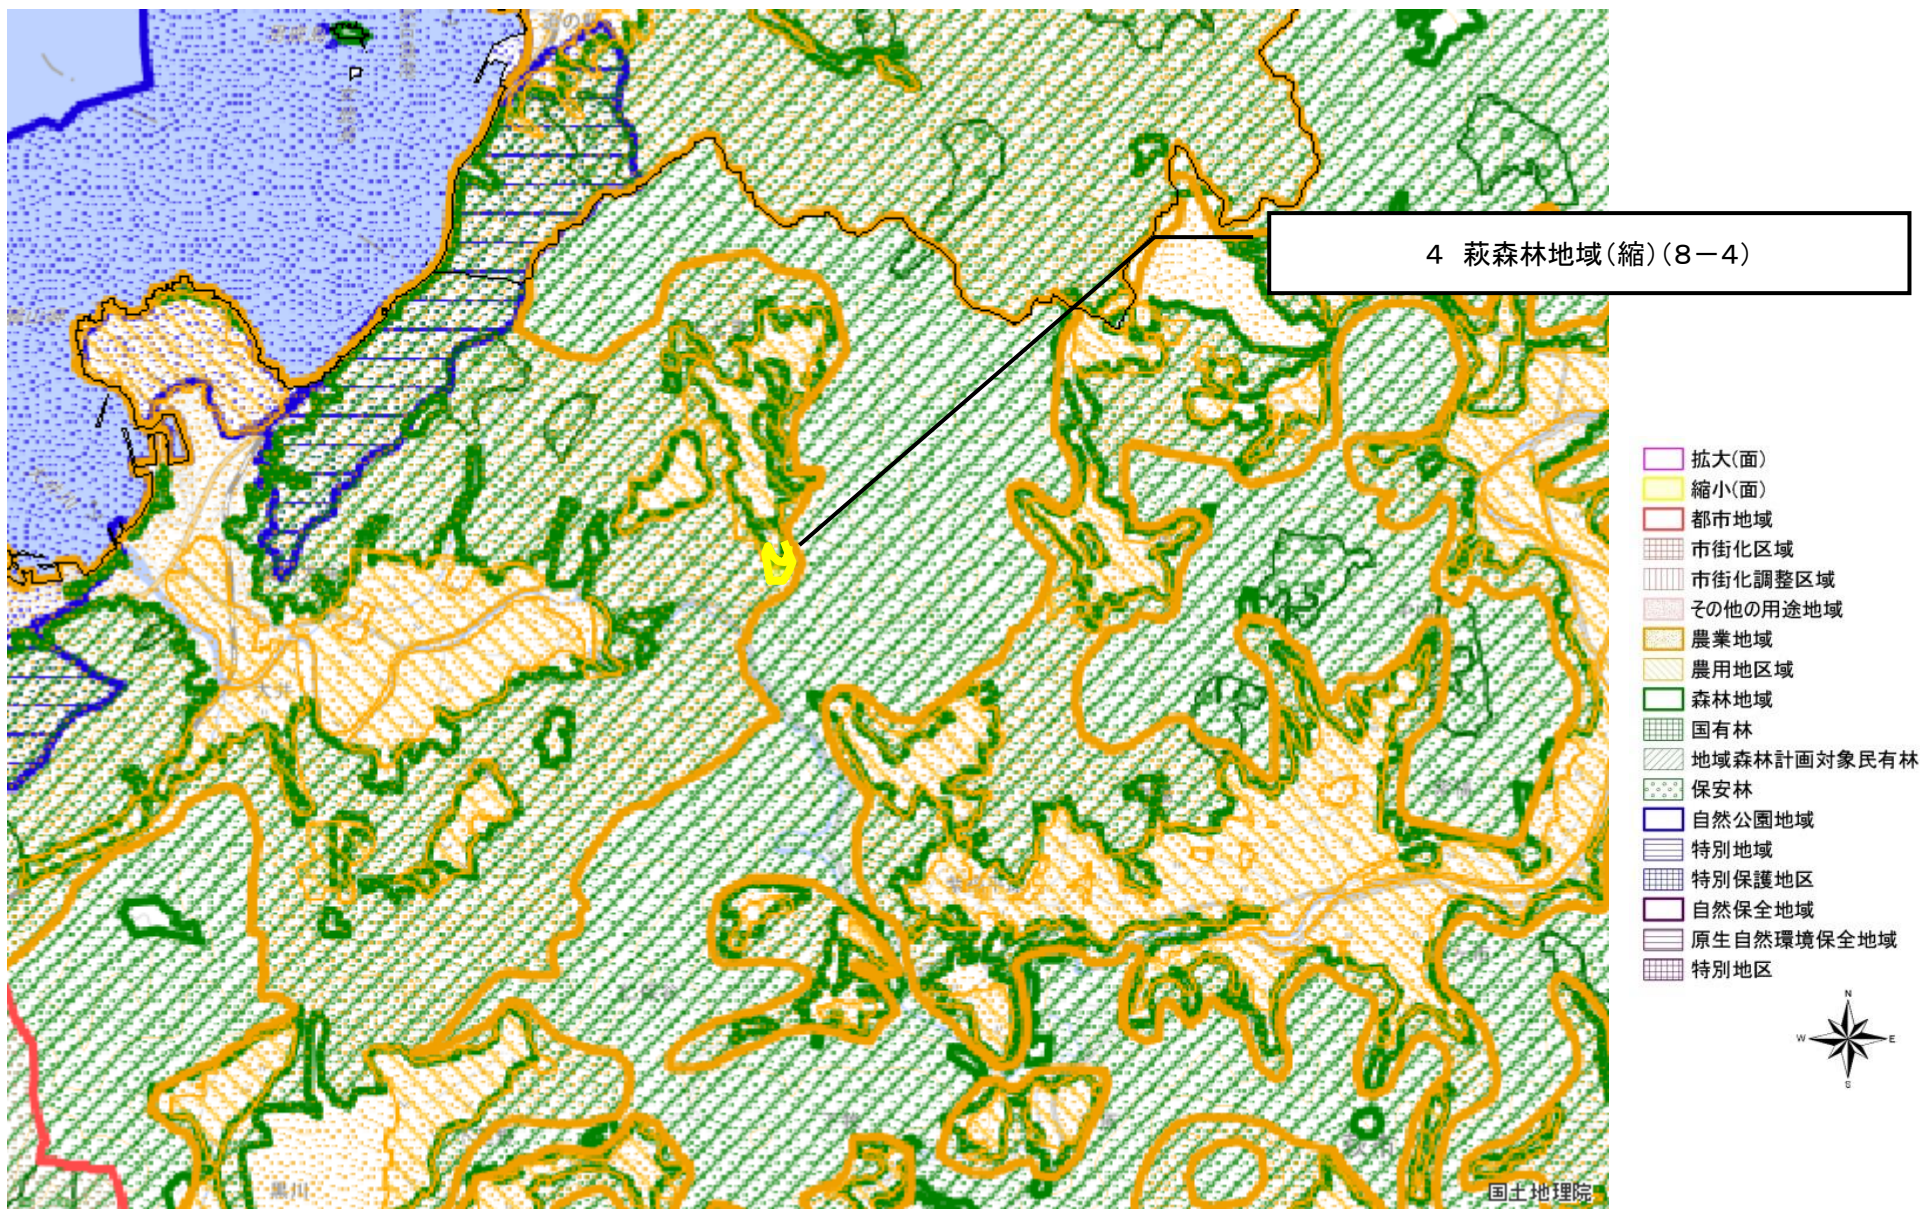 4 萩森林地域(縮)(8-4)
拡大(面)
縮小(面)
都市地域
市街化区域
市街化調整区域
その他の用途地域
農業地域
農用地区域
森林地域
国有林
地域森林計画対象民有林
保安林
自然公園地域
特別地域
特別保護地区
自然保全地域
原生自然環境保全地域
特別地区
N
W
E
S
大井
黒川
国土地理院